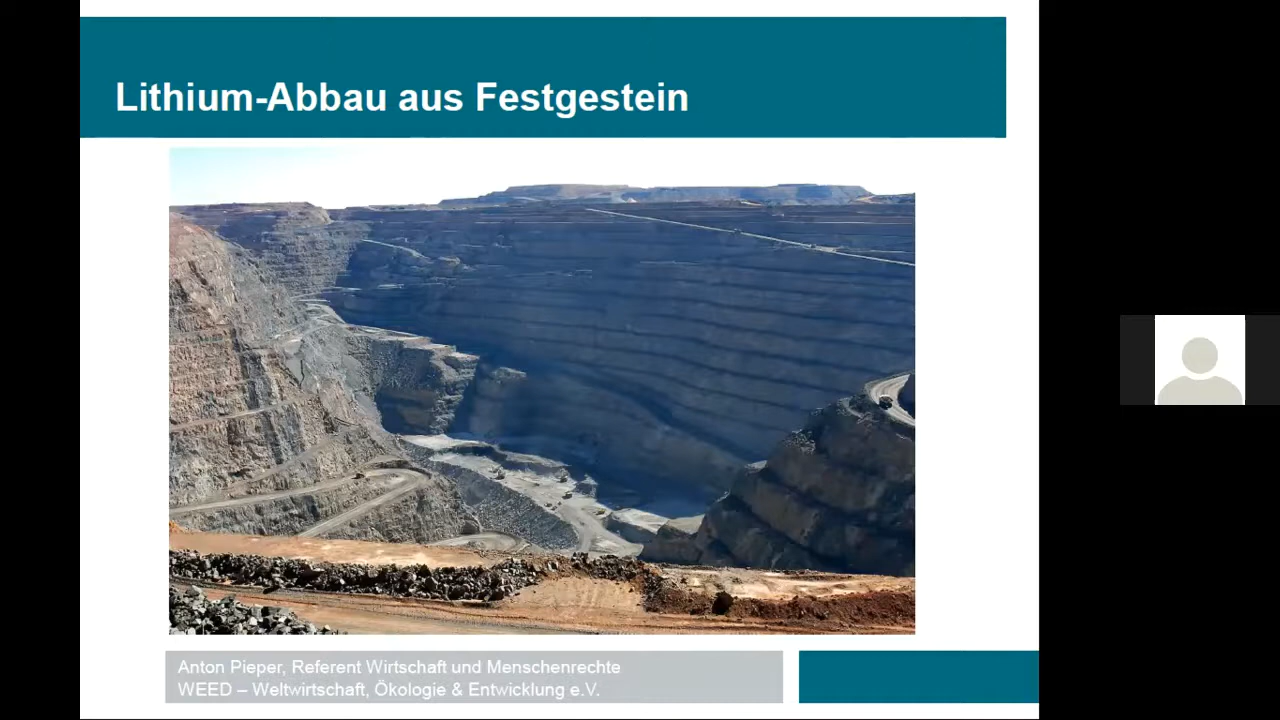 Lithium-Abbau aus Festgestein
Anton Pieper, Referent Wirtschaft und Menschenrechte
WEED – Weltwirtschaft, Ökologie & Entwicklung e.V.